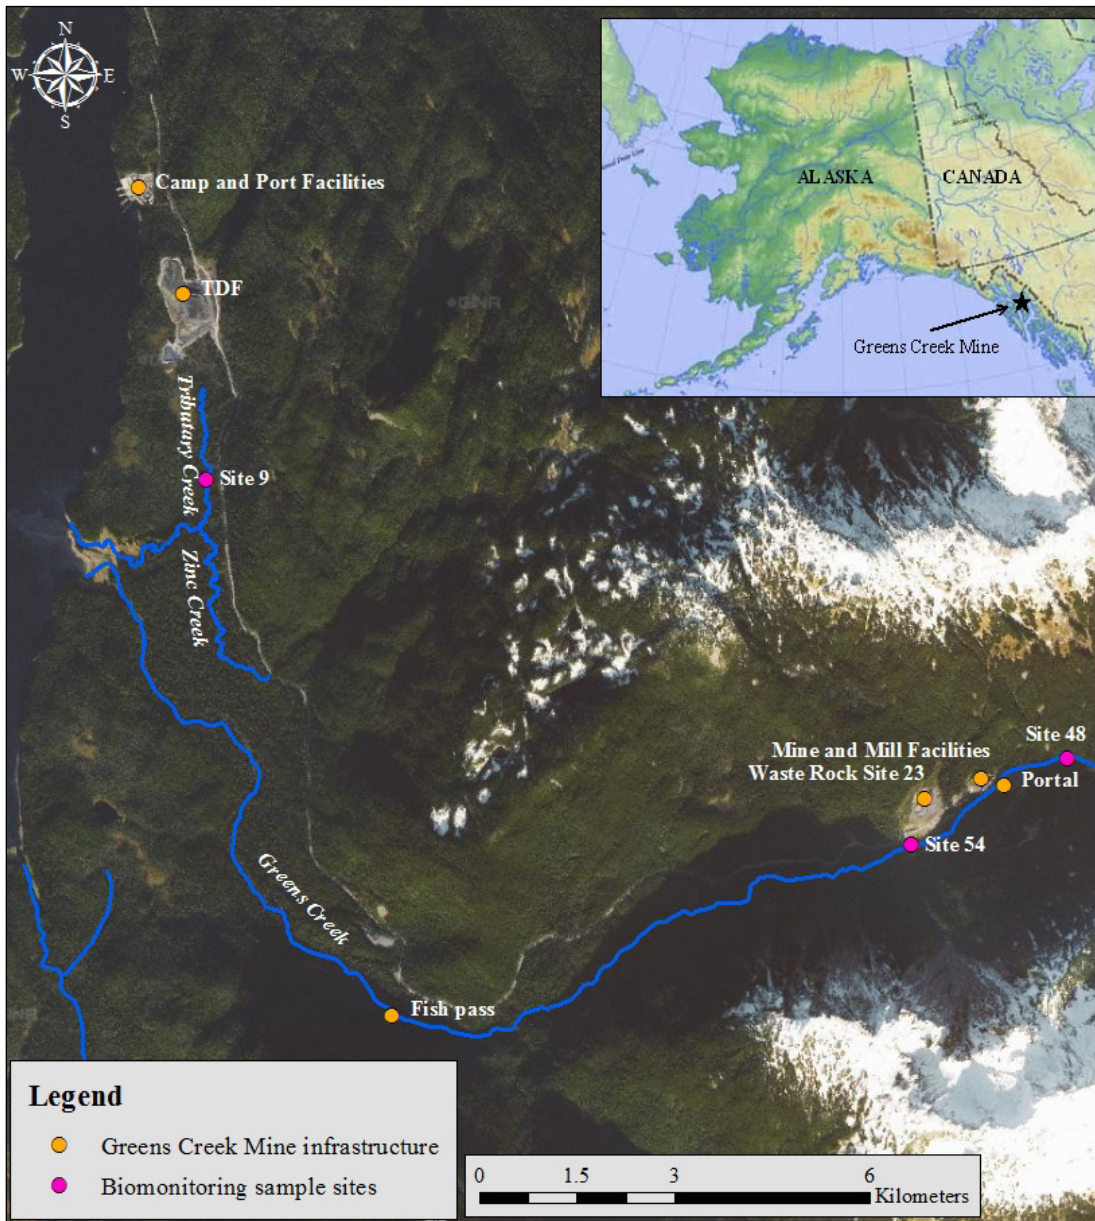 N
W E
S
Camp and Port Facilities
TDF
GINA
Tributary Creek
Site 9
Zinc Creek
ALASKA
CANADA
Greens Creek Mine
Site 48
Mine and Mill Facilities
Waste Rock Site 23
Portal
Site 54
Greens Creek
Fish pass
Legend
Greens Creek Mine infrastructure
Biomonitoring sample sites
0 1.5 3 6
Kilometers